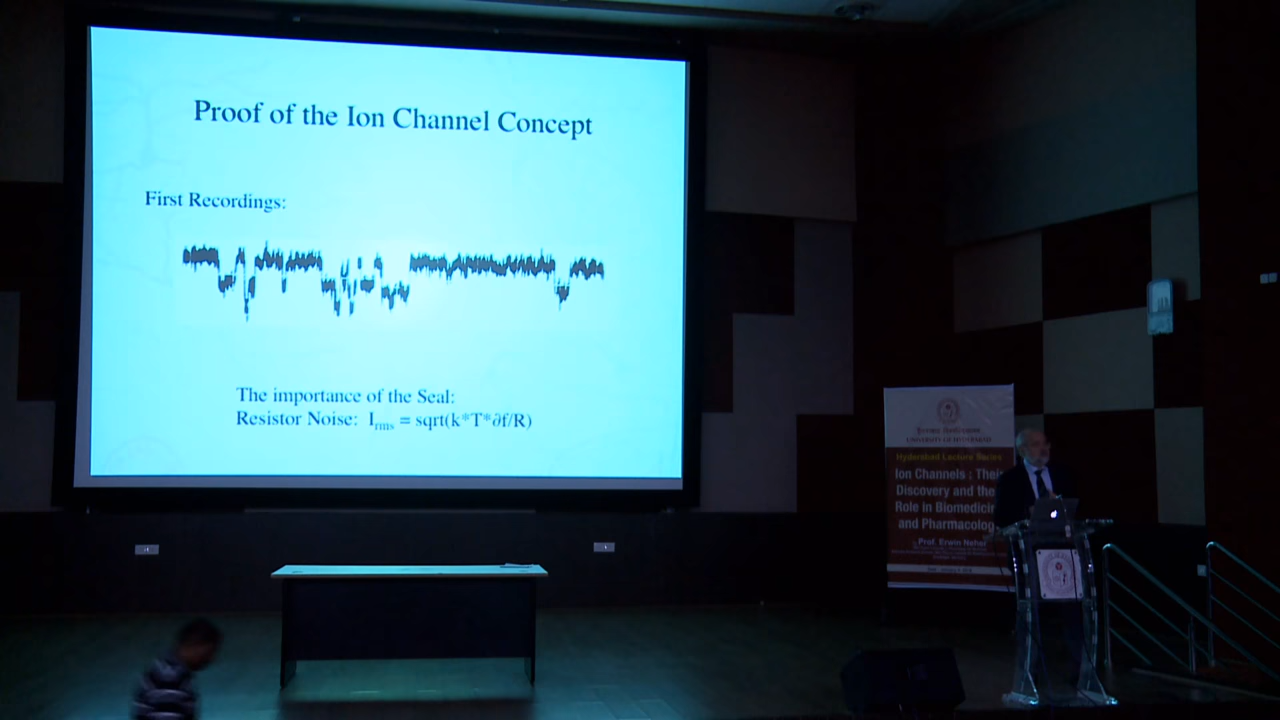 Proof of the Ion Channel Concept
First Recordings:
The importance of the Seal:
Resistor Noise: Irms = sqrt(k*T*∂f/R)
UNIVERSITY OF HYDERABAD
Hyderabad Lecture Series
Ion Channels : Thei
Discovery and the
Role in Biomedicin
and Pharmacolog
Prof. Erwin Neher